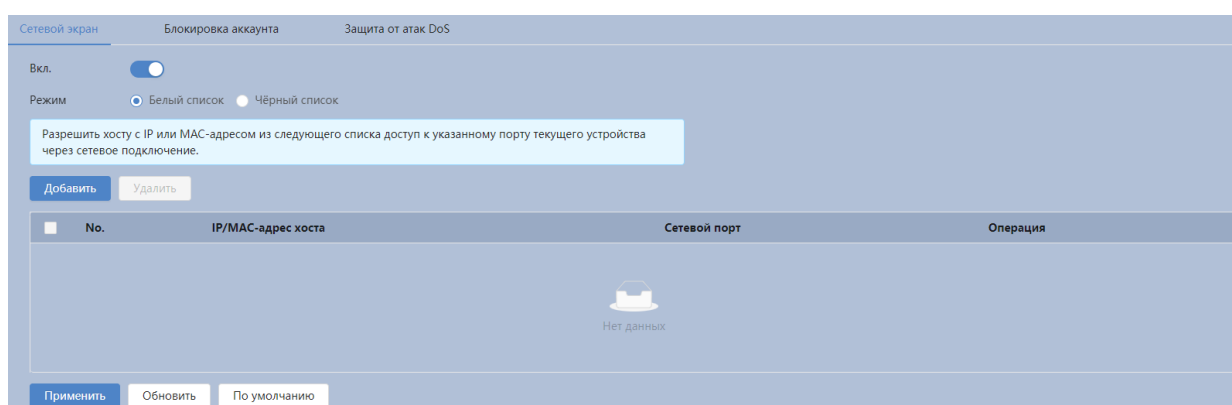 Сетевой экран Блокировка аккаунта Защита от атак DoS
Вкл.
Режим Белый список Чёрный список
Разрешить хосту с IP или MAC-адресом из следующего списка доступ к указанному порту текущего устройства
через сетевое подключение.
Добавить Удалить
No. IP/MAC-адрес хоста Сетевой порт Операция
Нет данных
Применить Обновить По умолчанию